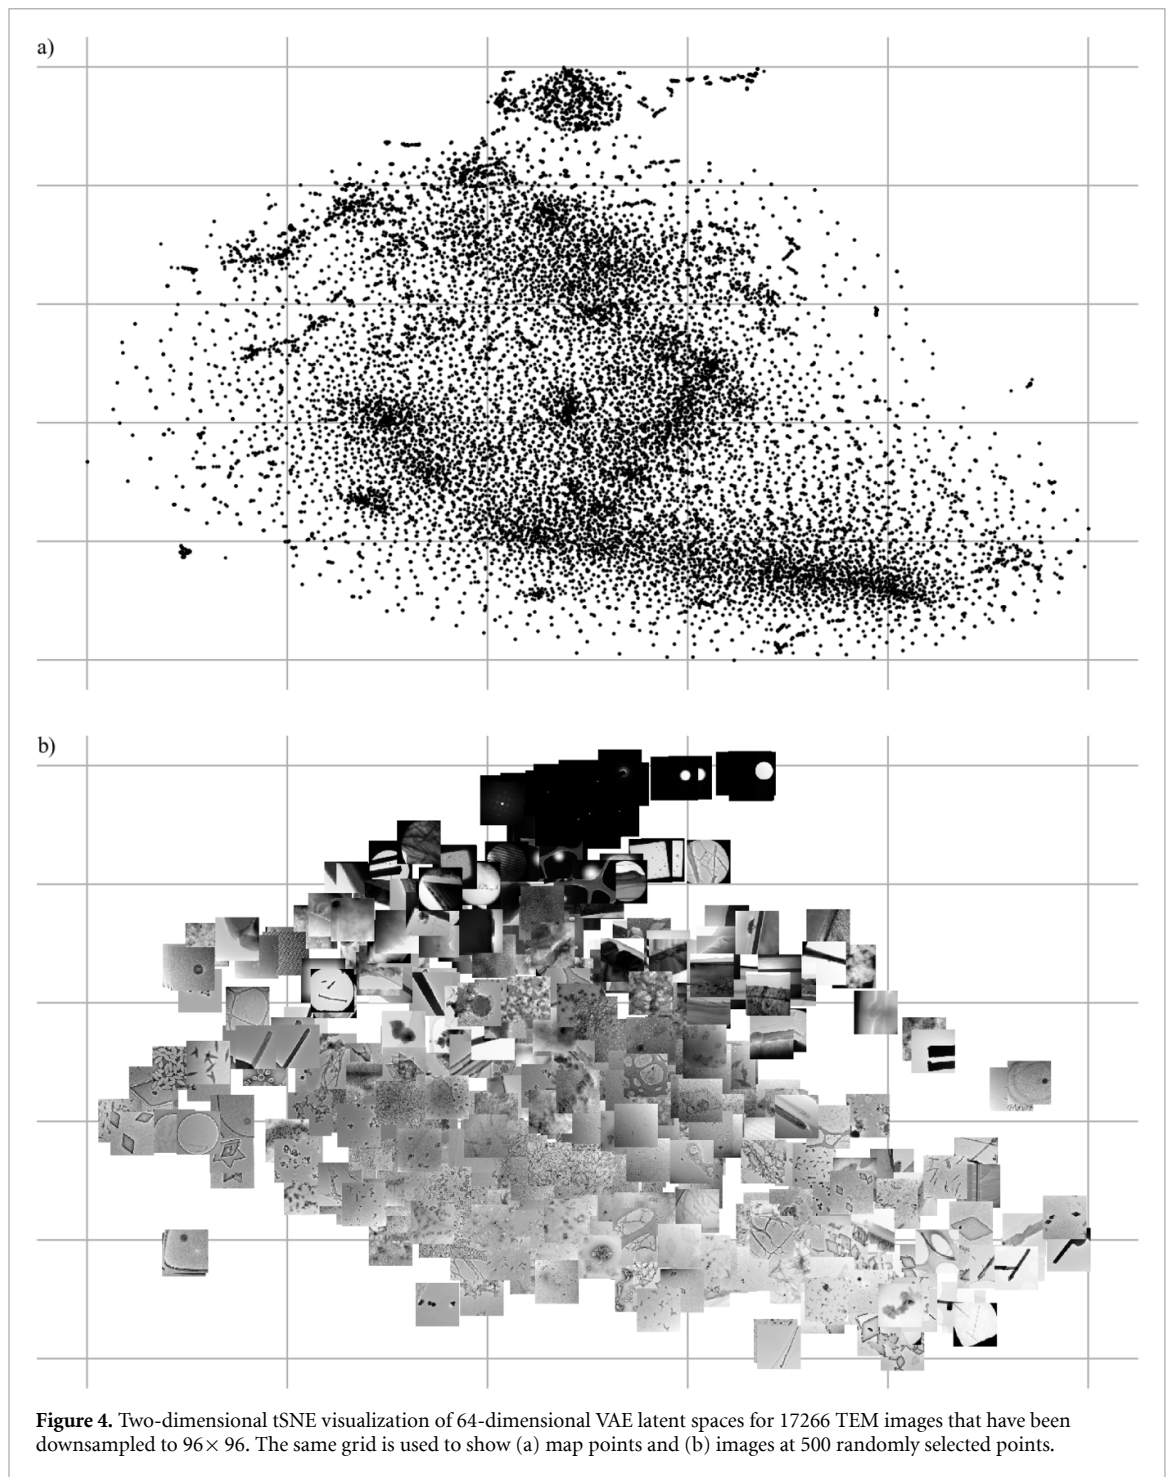 a)
b)
Figure 4. Two-dimensional tSNE visualization of 64-dimensional VAE latent spaces for 17266 TEM images that have been
downsampled to 96× 96. The same grid is used to show (a) map points and (b) images at 500 randomly selected points.